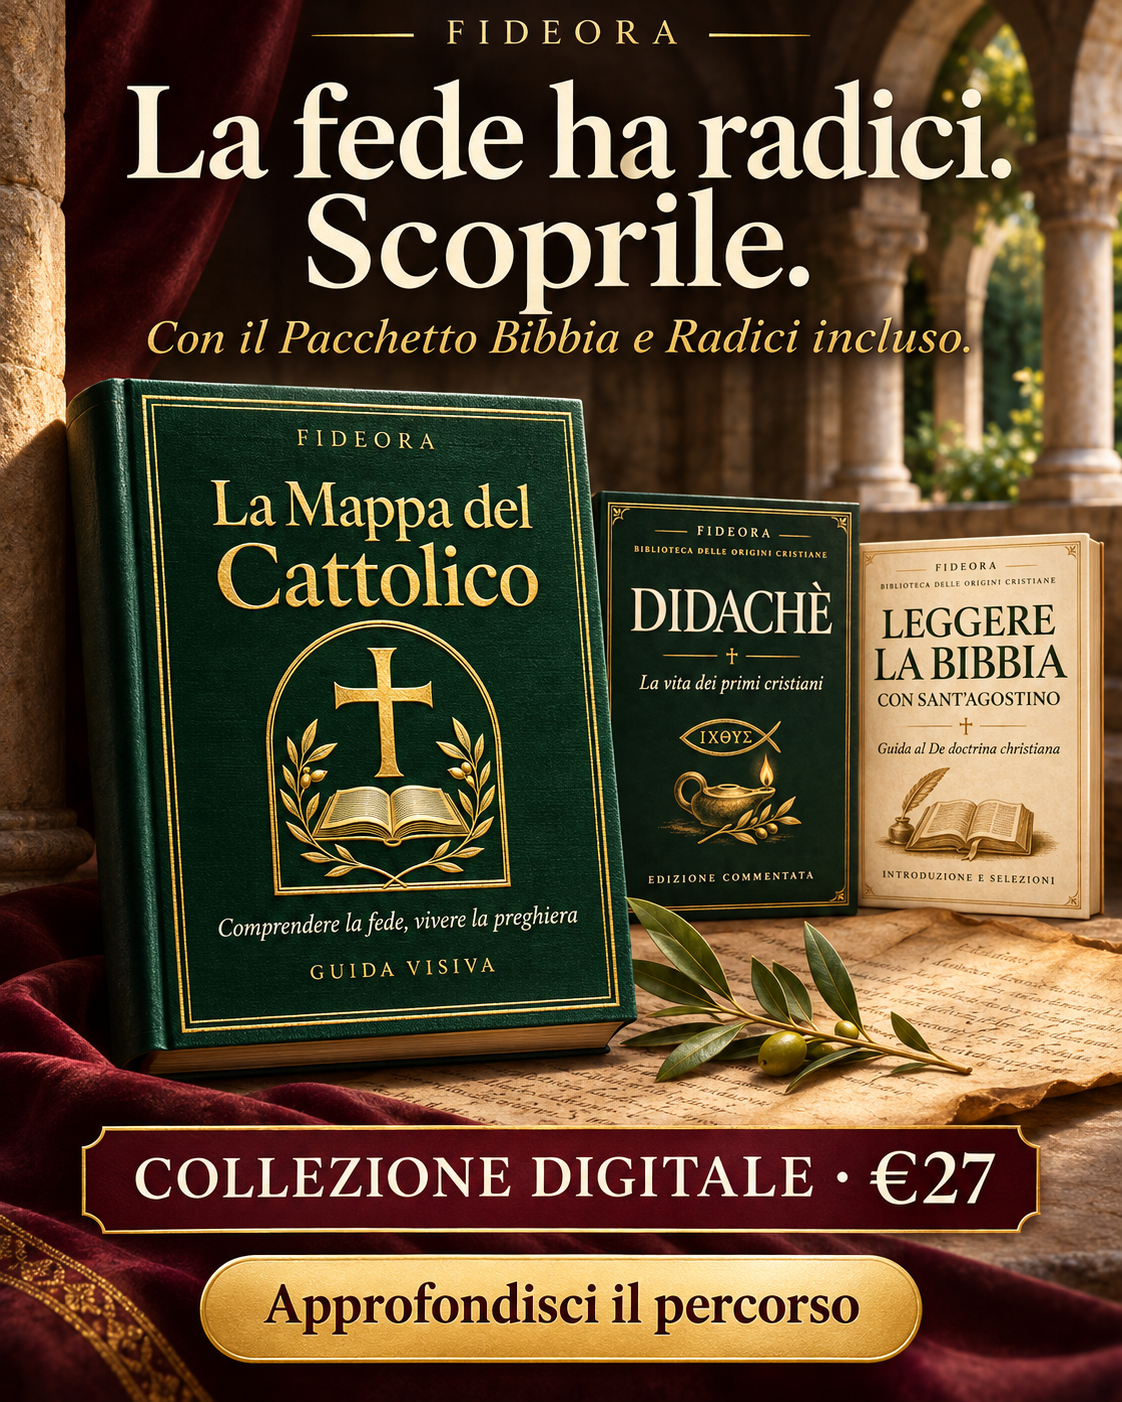 FIDEORA
La fede ha radici.
Scoprile.
Con il Pacchetto Bibbia e Radici incluso.
FIDEORA
La Mappa del
Cattolico
Comprendere la fede, vivere la preghiera
GUIDA VISIVA
FIDEORA
BIBLIOTECA DELLE ORIGINI CRISTIANE
DIDACHÈ
La vita dei primi cristiani
ΙΧΘΥΣ
EDIZIONE COMMENTATA
FIDEORA
BIBLIOTECA DELLE ORIGINI CRISTIANE
LEGGERE
LA BIBBIA
CON SANT'AGOSTINO
Guida al De doctrina christiana
INTRODUZIONE E SELEZIONI
COLLEZIONE DIGITALE · €27
Approfondisci il percorso